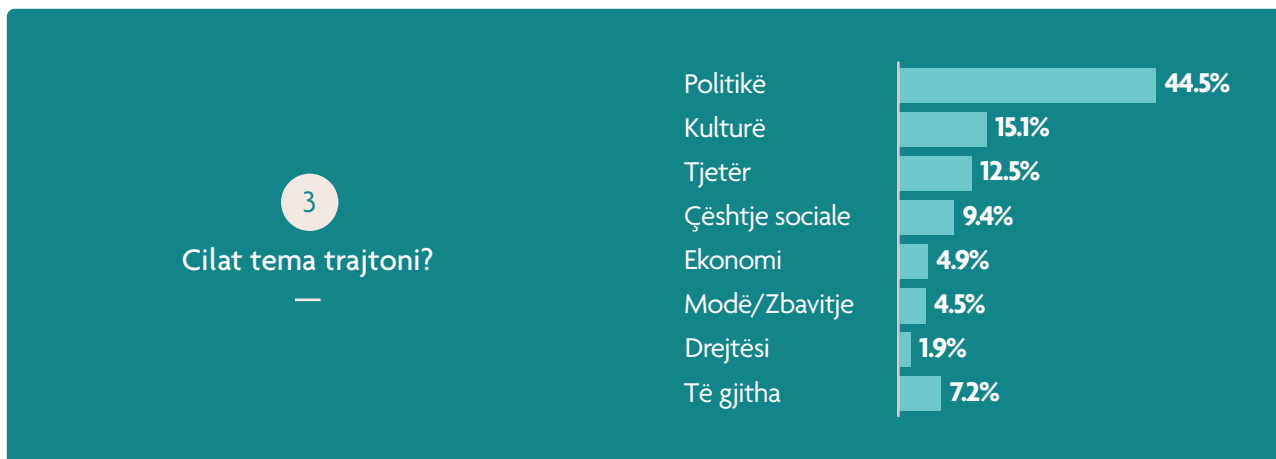 3
Cilat tema trajtoni?
Politikë 44.5%
Kulturë 15.1%
Tjetër 12.5%
Çështje sociale 9.4%
Ekonomi 4.9%
Modë/Zbavitje 4.5%
Drejtësi 1.9%
Të gjitha 7.2%